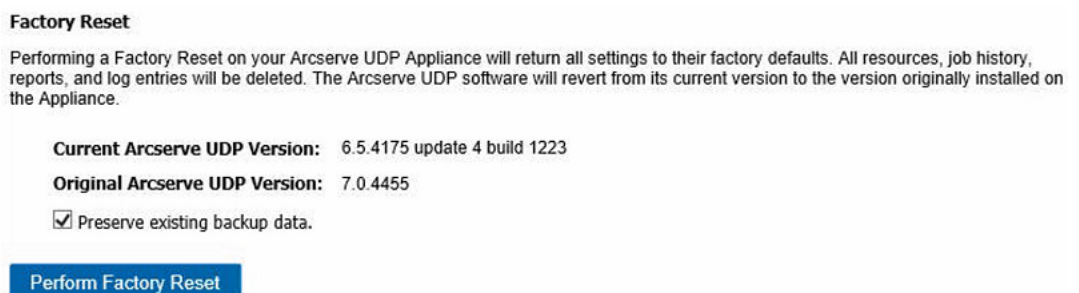 Factory Reset
Performing a Factory Reset on your Arcserve UDP Appliance will return all settings to their factory defaults. All resources, job history,
reports, and log entries will be deleted. The Arcserve UDP software will revert from its current version to the version originally installed on
the Appliance.
Current Arcserve UDP Version: 6.5.4175 update 4 build 1223
Original Arcserve UDP Version: 7.0.4455
Preserve existing backup data.
Perform Factory Reset